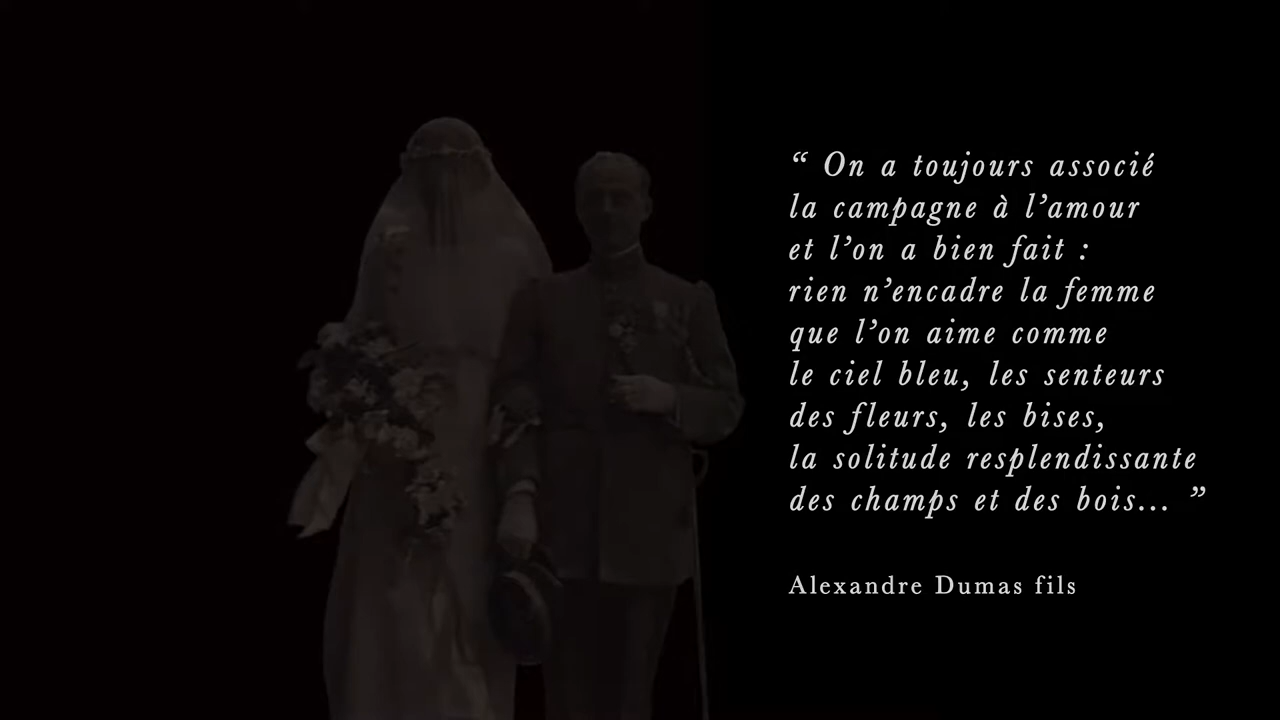 “ On a toujours associé
la campagne à l’amour
et l’on a bien fait :
rien n’encadre la femme
que l’on aime comme
le ciel bleu, les senteurs
des fleurs, les bises,
la solitude resplendissante
des champs et des bois... ”
Alexandre Dumas fils